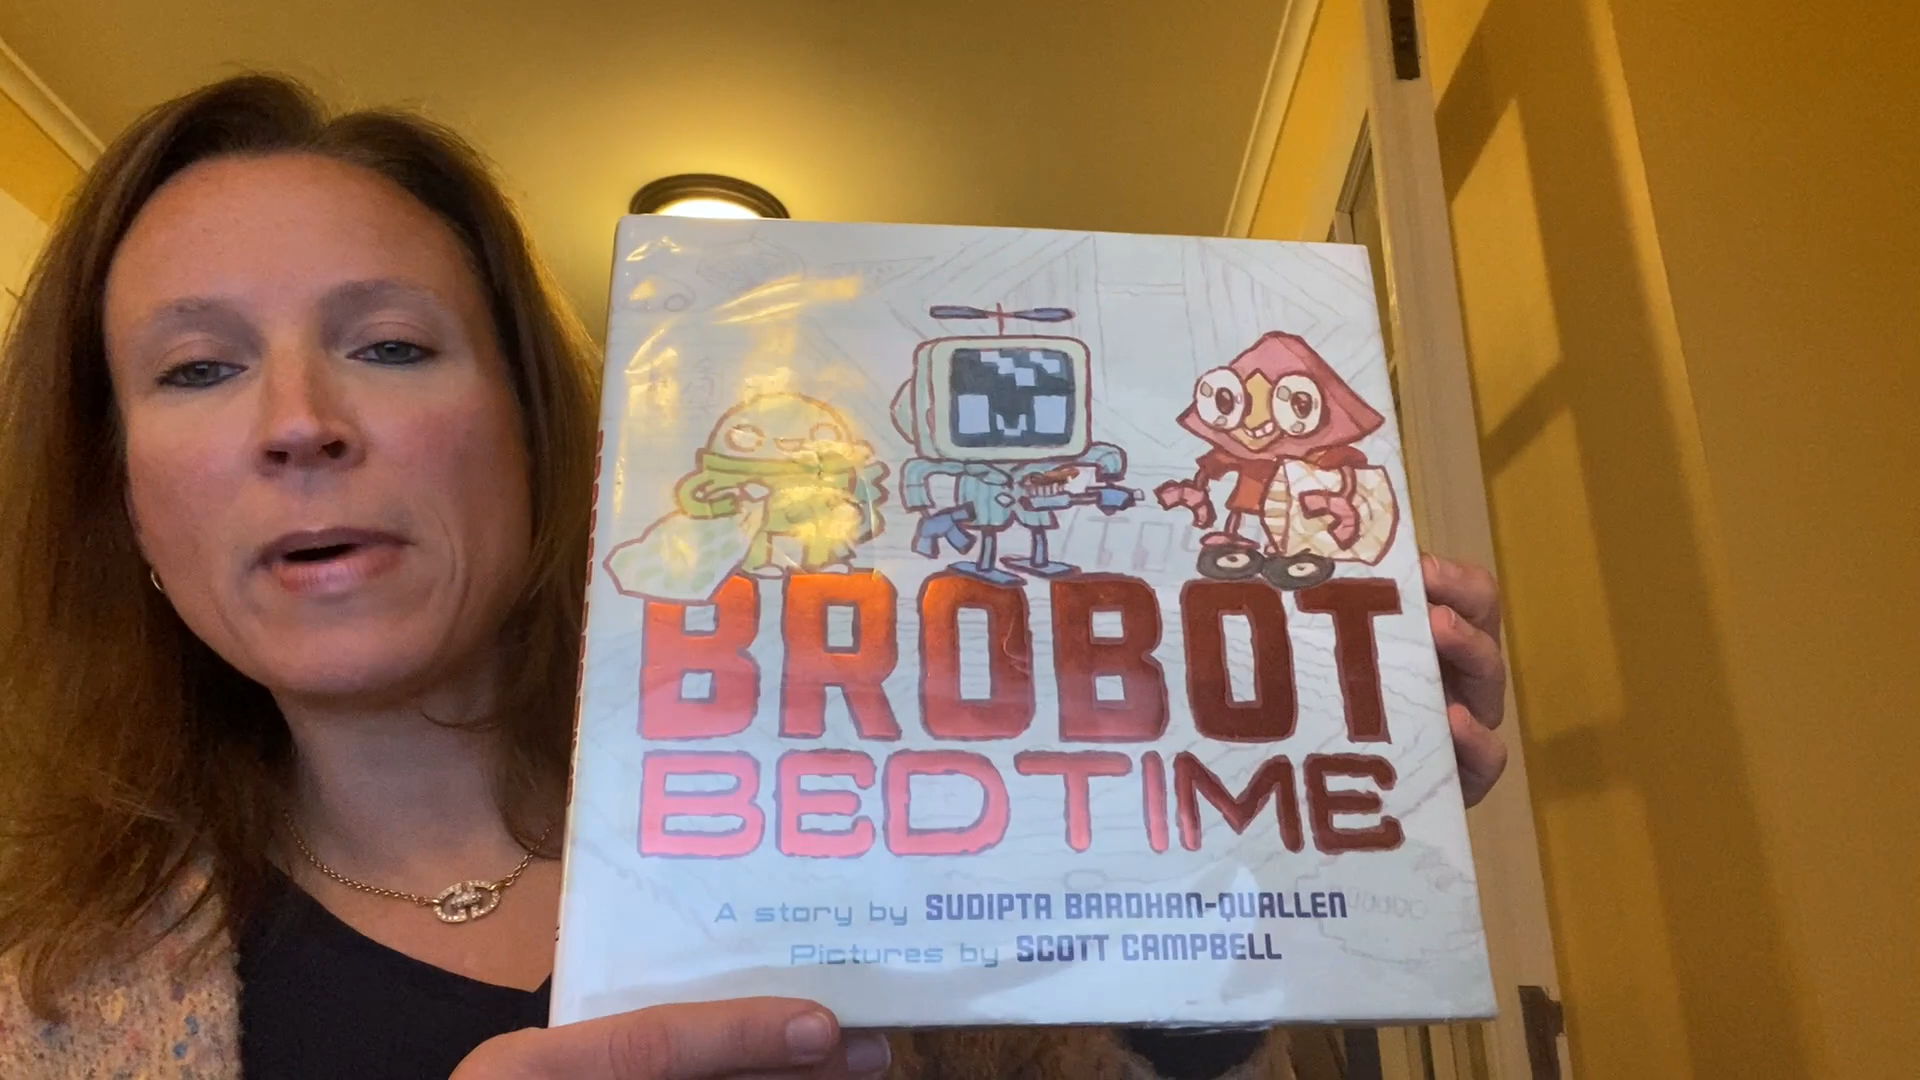 BROBOT
BEDTIME
A story by SUDIPTA BARDHAN-QUALLEN
Pictures by SCOTT CAMPBELL